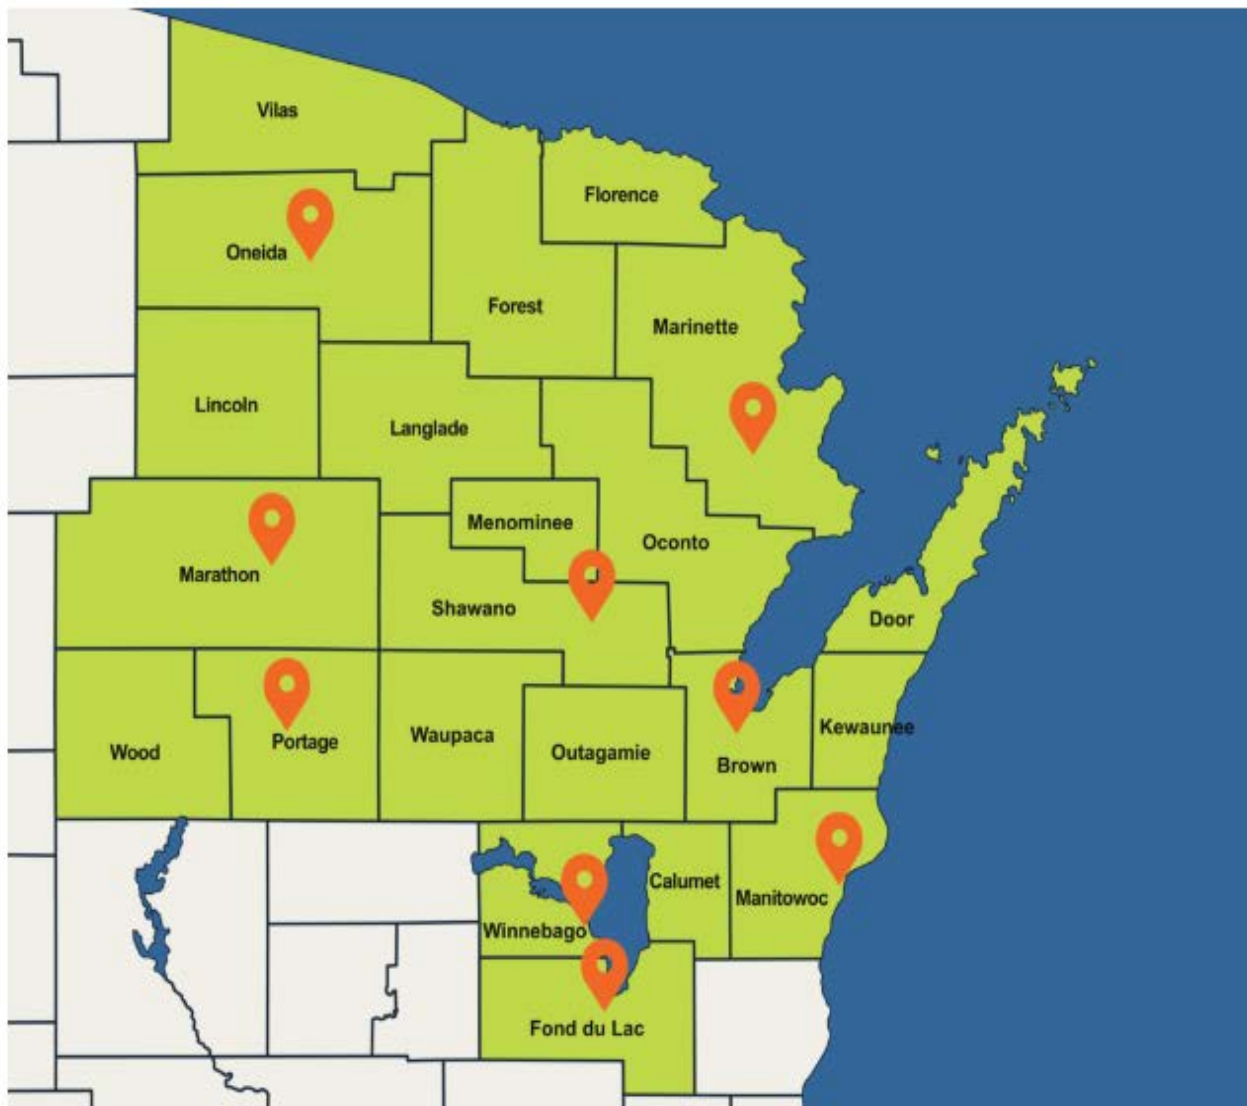 Vilas
Florence
Oneida
Forest
Marinette
Lincoln
Langlade
Menominee
Oconto
Marathon
Shawano
Door
Wood
Portage
Waupaca
Outagamie
Brown
Kewaunee
Calumet
Manitowoc
Winnebago
Fond du Lac